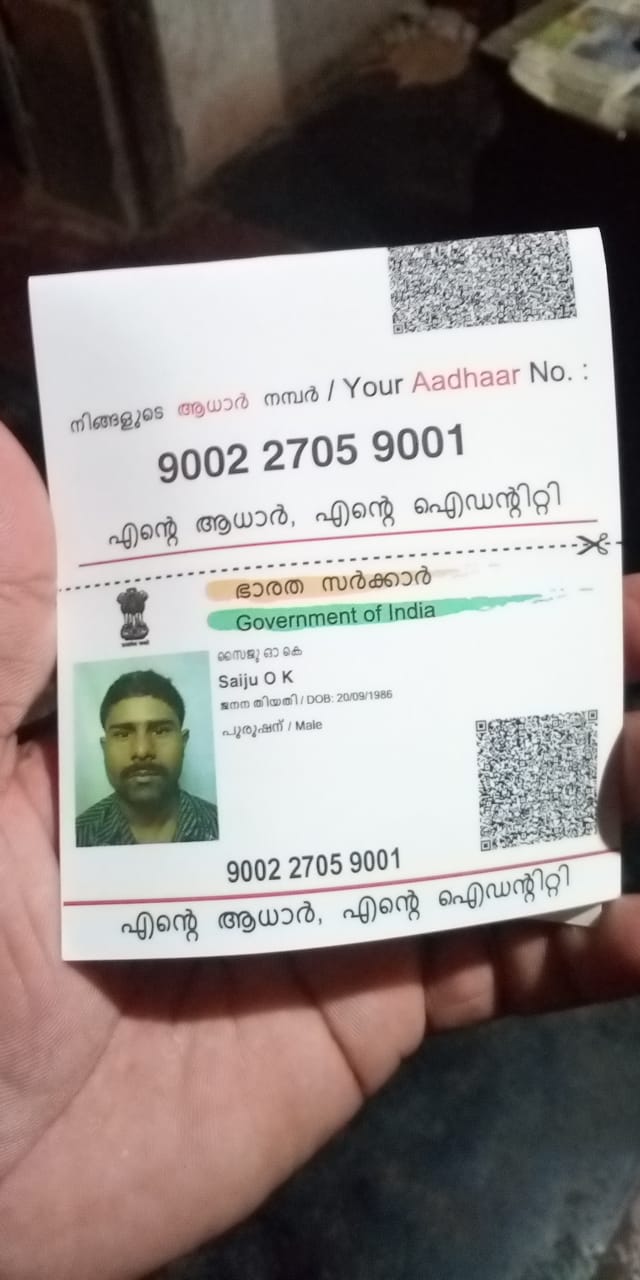 നിങ്ങളുടെ ആധാർ നമ്പർ / Your Aadhaar No. :
9002 2705 9001
എന്റെ ആധാർ, എന്റെ ഐഡന്റിറ്റി
ഭാരത സർക്കാർ
Government of India
സൈജു ഓ കെ
Saiju O K
ജനന തിയതി / DOB: 20/09/1986
പുരുഷന് / Male
9002 2705 9001
എന്റെ ആധാർ, എന്റെ ഐഡന്റിറ്റി